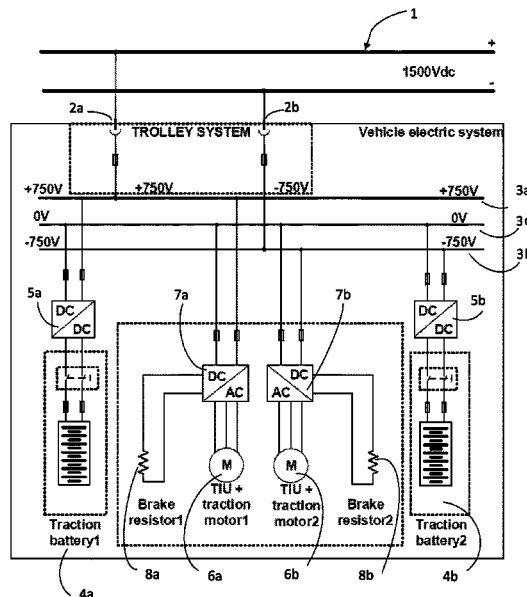 1
+
1500Vdc
-
2a
2b
TROLLEY SYSTEM
Vehicle electric system
+750V
+750V
-750V
+750V
3a
0V
0V
3c
-750V
-750V
3b
5a
7a
7b
5b
DC
DC
DC
AC
DC
AC
DC
DC
M
M
TIU +
traction
motor1
TIU +
traction
motor2
Brake
resistor1
Brake
resistor2
Traction
battery1
Traction
battery2
8a
6a
6b
8b
4b
4a